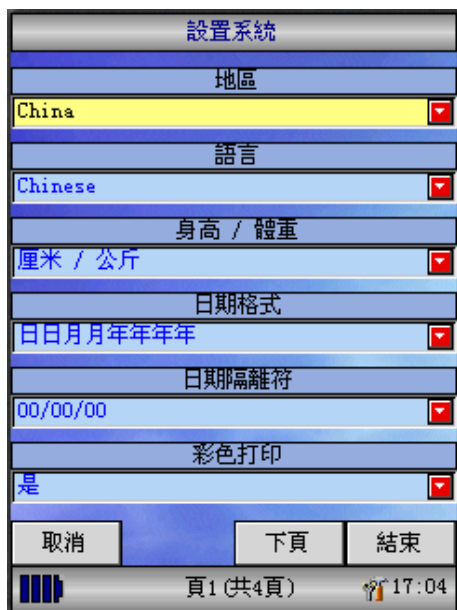 設置系統
地區
China
語言
Chinese
身高 / 體重
厘米 / 公斤
日期格式
日日月月年年年年
日期隔離符
00/00/00
彩色打印
是
取消 下頁 結束
頁1(共4頁) 17:04